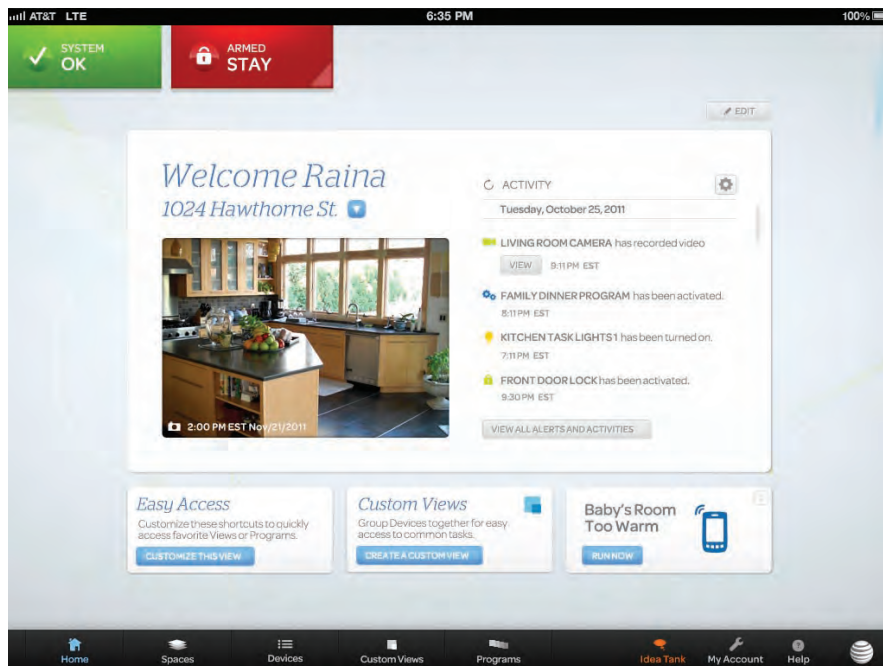 AT&T LTE 6:35 PM 100%
SYSTEM
OK
ARMED
STAY
EDIT
Welcome Raina
1024 Hawthorne St.
2:00 PM EST Nov/21/2011
ACTIVITY
Tuesday, October 25, 2011
LIVING ROOM CAMERA has recorded video
VIEW 9:11 PM EST
FAMILY DINNER PROGRAM has been activated.
8:11 PM EST
KITCHEN TASK LIGHTS 1 has been turned on.
7:11 PM EST
FRONT DOOR LOCK has been activated.
9:30 PM EST
VIEW ALL ALERTS AND ACTIVITIES
Easy Access
Customize these shortcuts to quickly
access favorite Views or Programs.
CUSTOMIZE THIS VIEW
Custom Views
Group Devices together for easy
access to common tasks.
CREATE A CUSTOM VIEW
Baby's Room
Too Warm
RUN NOW
Home Spaces Devices Custom Views Programs Idea Tank My Account Help